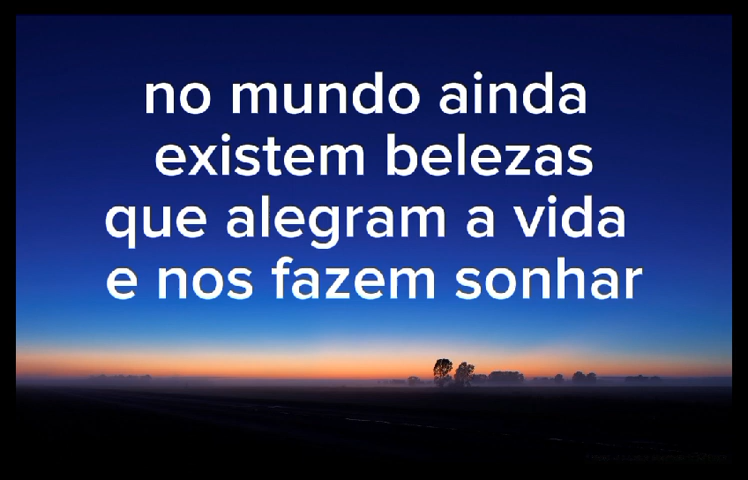 no mundo ainda
existem belezas
que alegram a vida
e nos fazem sonhar